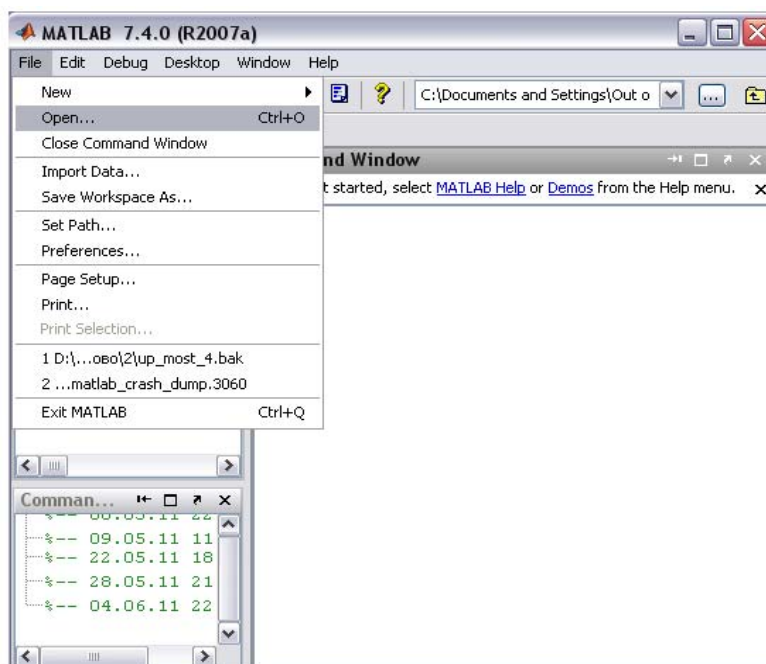 MATLAB 7.4.0 (R2007a)
File Edit Debug Desktop Window Help
New
C:\Documents and Settings\Out o
Open... Ctrl+O
Close Command Window
nd Window
Import Data...
t started, select MATLAB Help or Demos from the Help menu.
Save Workspace As...
Set Path...
Preferences...
Page Setup...
Print...
Print Selection...
1 D:\...ово\2\up_most_4.bak
2 ...matlab_crash_dump.3060
Exit MATLAB Ctrl+Q
Comman...
%-- 09.05.11 11
%-- 22.05.11 18
%-- 28.05.11 21
%-- 04.06.11 22